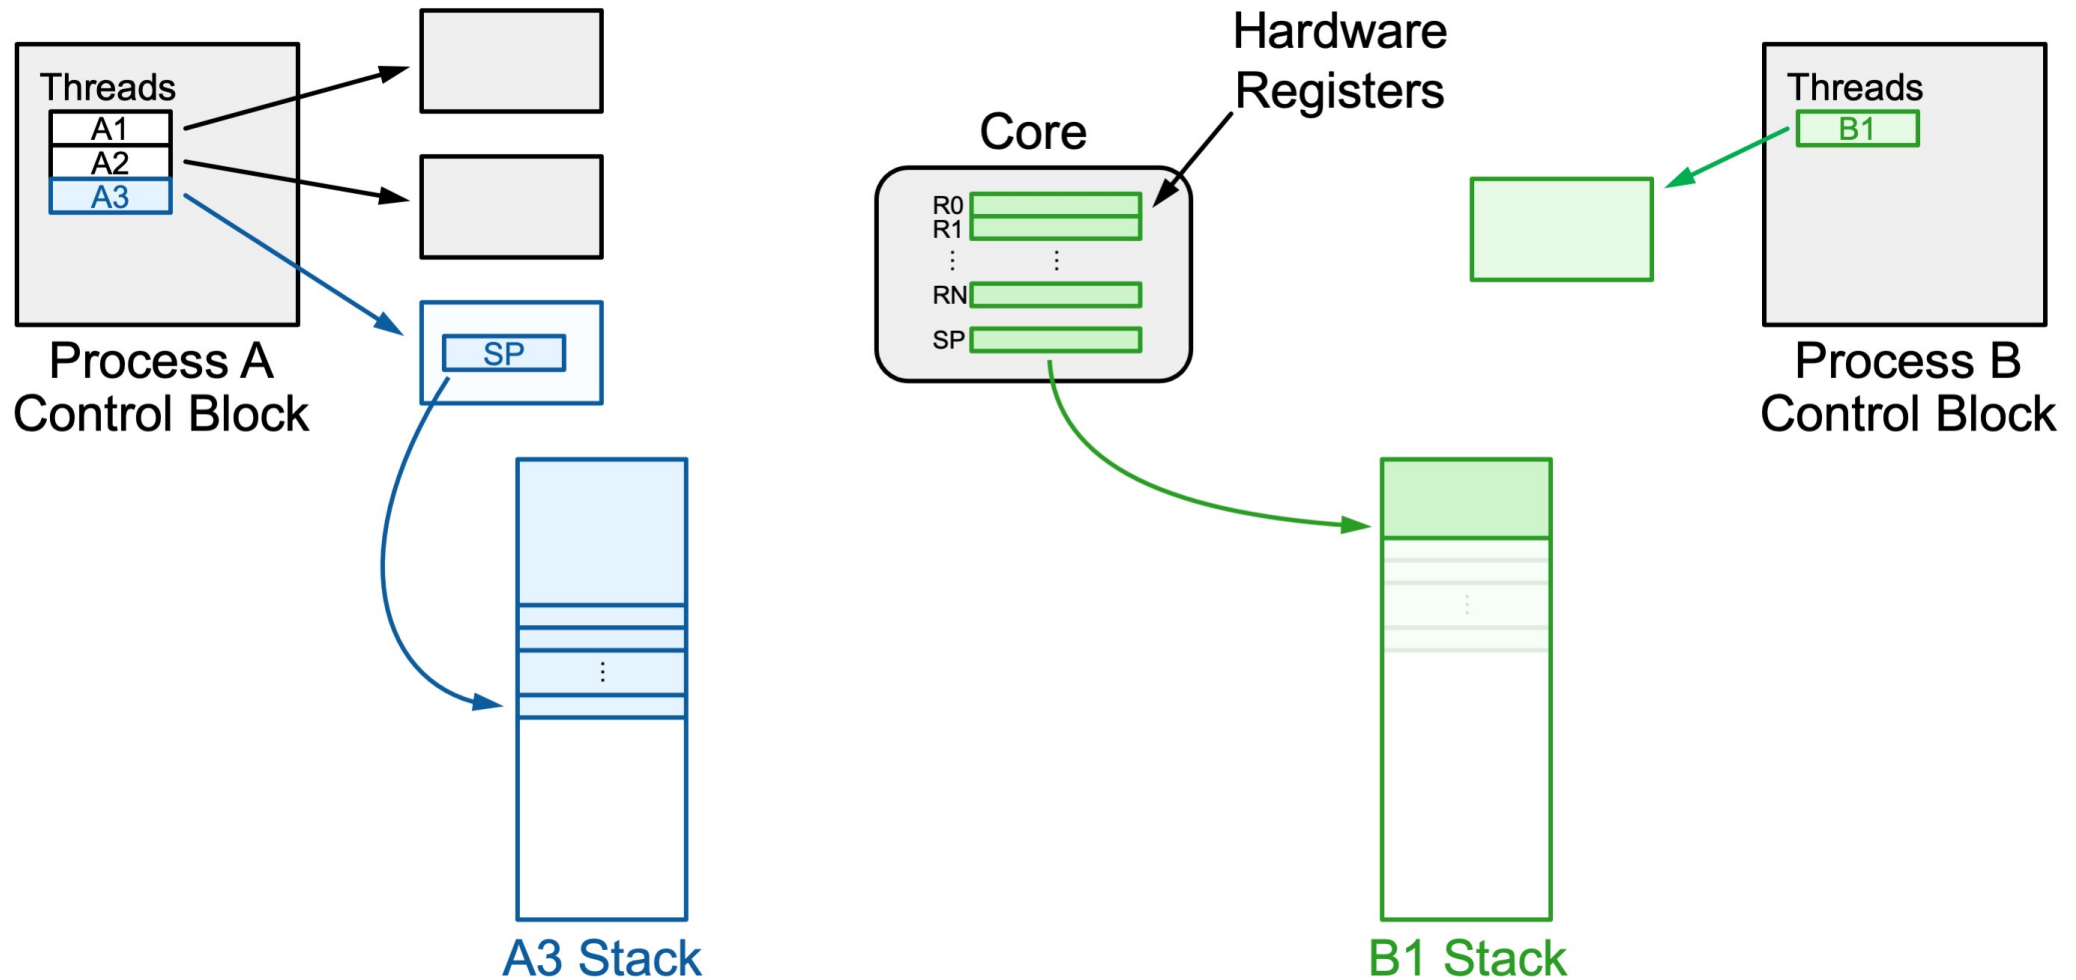 Threads
A1
A2
A3
Process A
Control Block
SP
A3 Stack
Hardware
Registers
Core
R0
R1
⋮ ⋮
RN
SP
Threads
B1
Process B
Control Block
B1 Stack